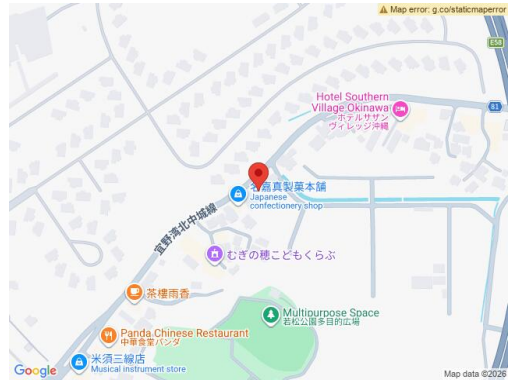 Map error: g.co/staticmaperror
E58
Hotel Southern
Village Okinawa
ホテルサザン
ヴィレッジ沖縄
81
名嘉真製菓本舗
Japanese
confectionery shop
宜野湾北中城線
むぎの穂こどもくらぶ
茶樓雨香
Multipurpose Space
若松公園多目的広場
Panda Chinese Restaurant
中華食堂パンダ
米須三線店
Musical instrument store
Google
Map data ©2026